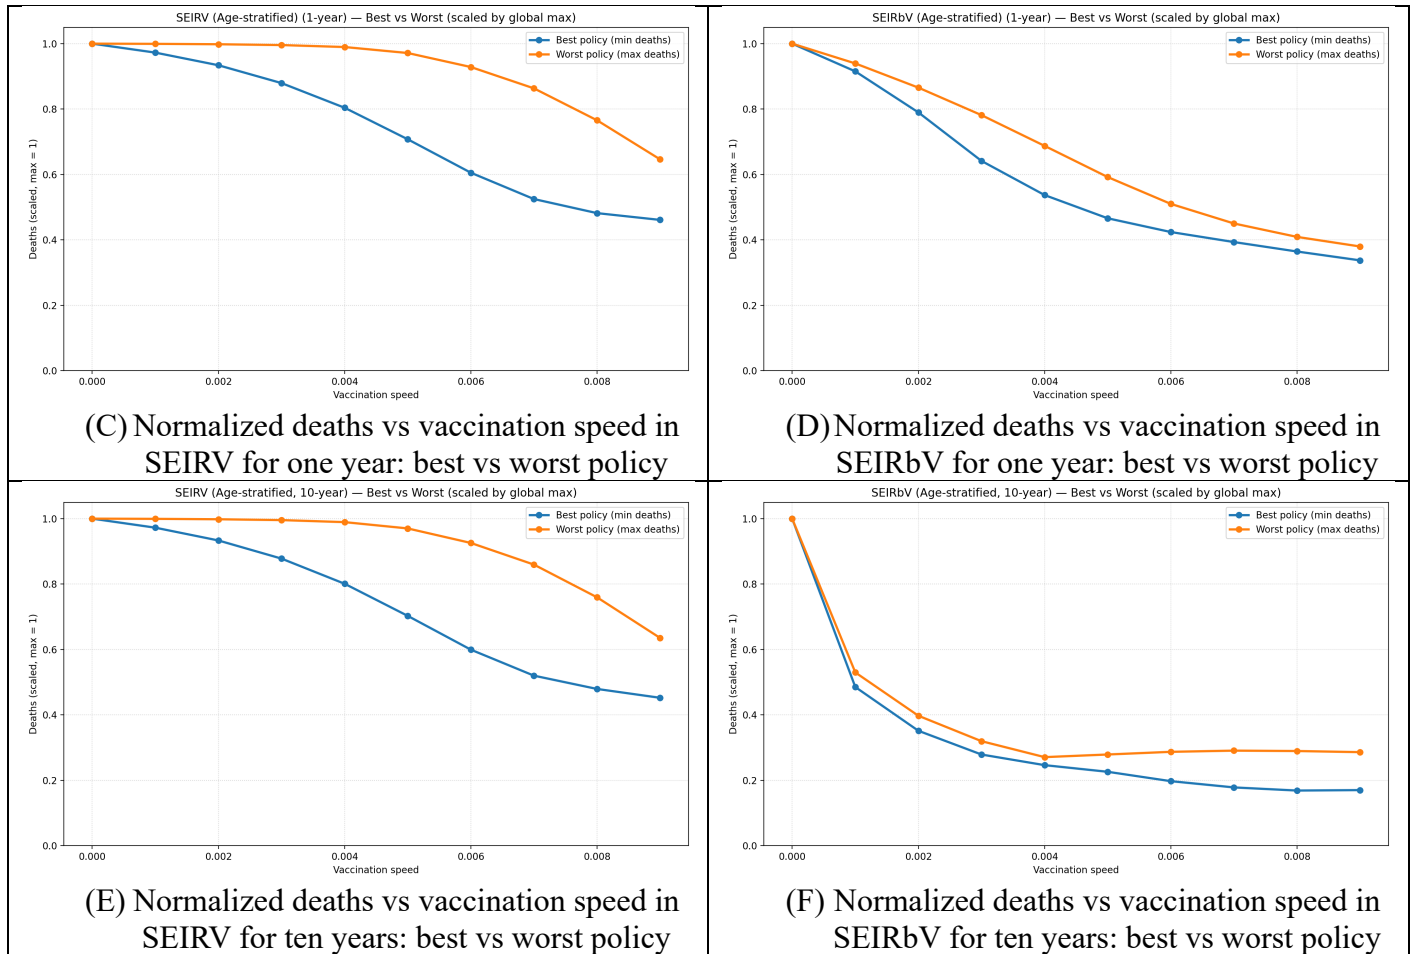 SEIRV (Age-stratified) (1-year) — Best vs Worst (scaled by global max)
Best policy (min deaths)
Worst policy (max deaths)
Deaths (scaled, max = 1)
1.0
0.8
0.6
0.4
0.2
0.0
0.000 0.002 0.004 0.006 0.008
Vaccination speed
(C) Normalized deaths vs vaccination speed in
SEIRV for one year: best vs worst policy
SEIRbV (Age-stratified) (1-year) — Best vs Worst (scaled by global max)
Best policy (min deaths)
Worst policy (max deaths)
Deaths (scaled, max = 1)
1.0
0.8
0.6
0.4
0.2
0.0
0.000 0.002 0.004 0.006 0.008
Vaccination speed
(D) Normalized deaths vs vaccination speed in
SEIRbV for one year: best vs worst policy
SEIRV (Age-stratified, 10-year) — Best vs Worst (scaled by global max)
Best policy (min deaths)
Worst policy (max deaths)
Deaths (scaled, max = 1)
1.0
0.8
0.6
0.4
0.2
0.0
0.000 0.002 0.004 0.006 0.008
Vaccination speed
(E) Normalized deaths vs vaccination speed in
SEIRV for ten years: best vs worst policy
SEIRbV (Age-stratified, 10-year) — Best vs Worst (scaled by global max)
Best policy (min deaths)
Worst policy (max deaths)
Deaths (scaled, max = 1)
1.0
0.8
0.6
0.4
0.2
0.0
0.000 0.002 0.004 0.006 0.008
Vaccination speed
(F) Normalized deaths vs vaccination speed in
SEIRbV for ten years: best vs worst policy